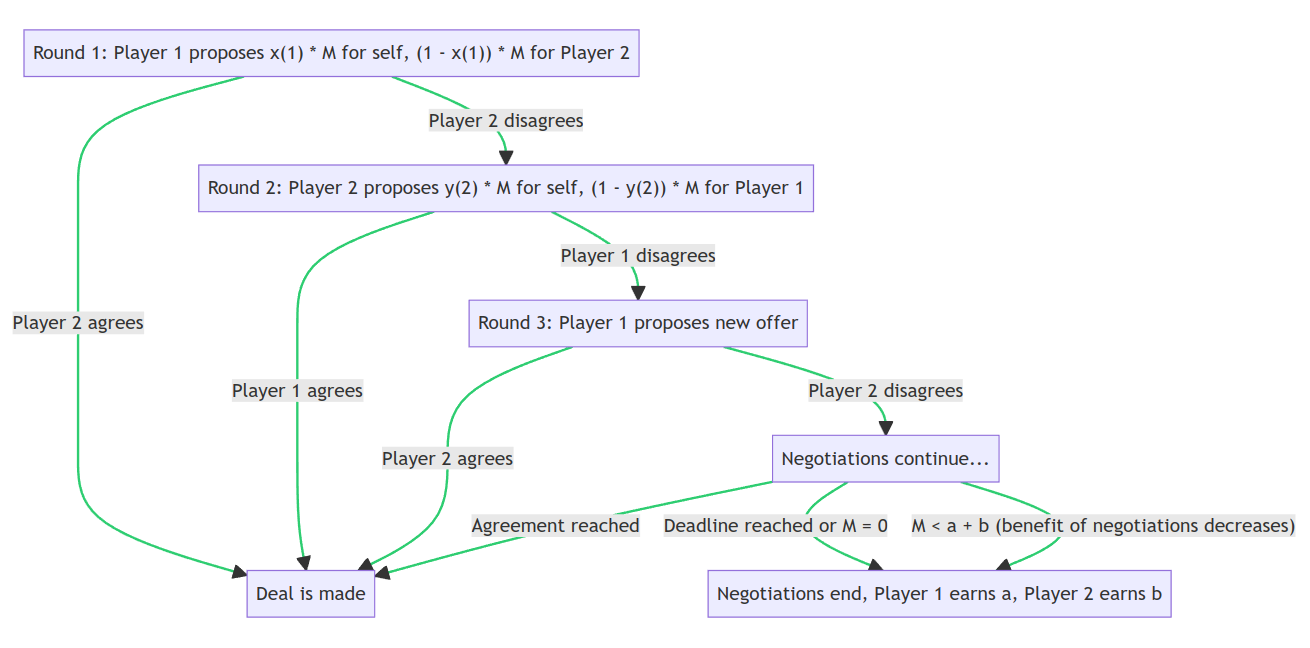 Round 1: Player 1 proposes x(1) * M for self, (1 - x(1)) * M for Player 2
Player 2 disagrees
Round 2: Player 2 proposes y(2) * M for self, (1 - y(2)) * M for Player 1
Player 1 disagrees
Player 2 agrees
Round 3: Player 1 proposes new offer
Player 1 agrees
Player 2 disagrees
Player 2 agrees
Negotiations continue...
Agreement reached
Deadline reached or M = 0
M < a + b (benefit of negotiations decreases)
Deal is made
Negotiations end, Player 1 earns a, Player 2 earns b